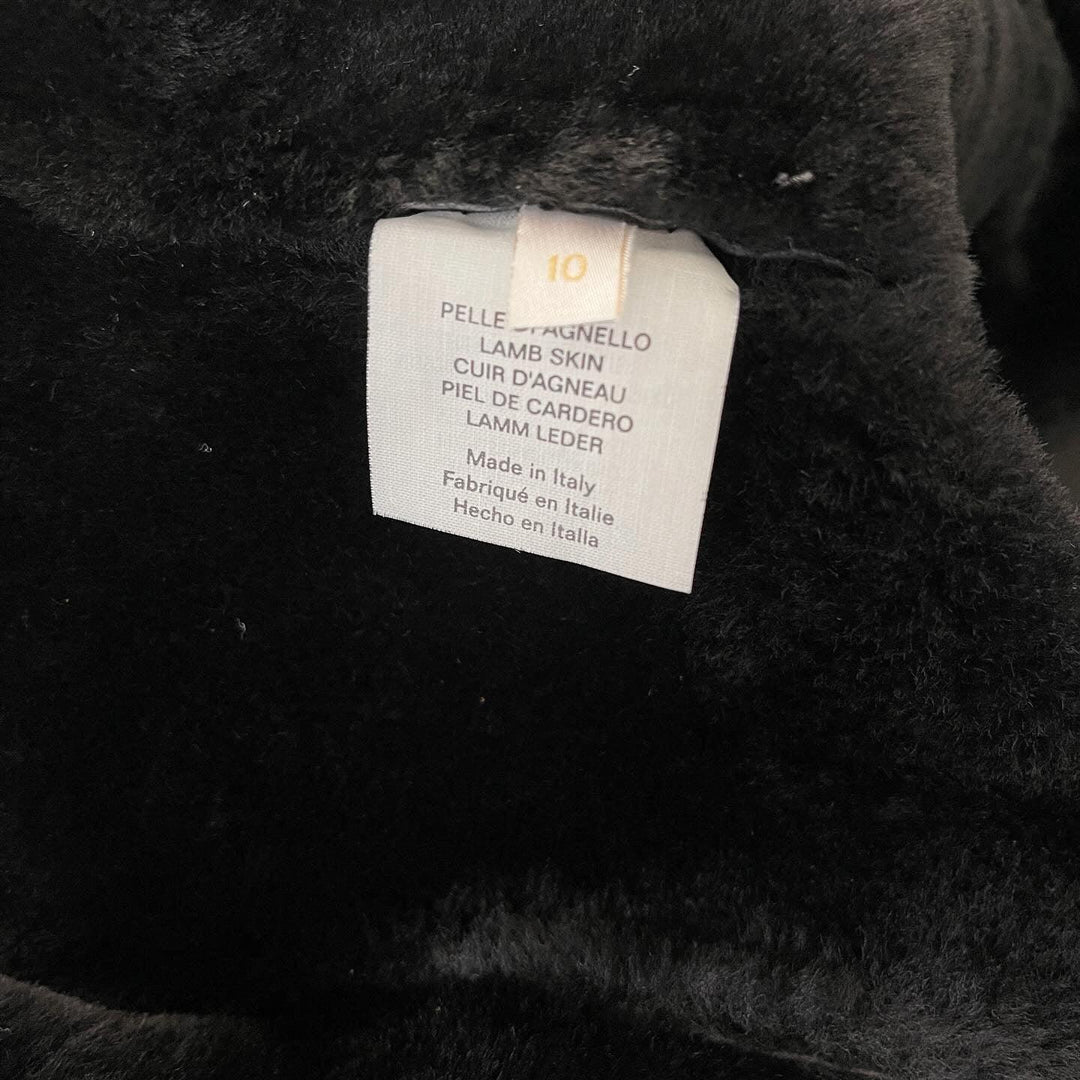 10
PELLE D'AGNELLO
LAMB SKIN
CUIR D'AGNEAU
PIEL DE CARDERO
LAMM LEDER
Made in Italy
Fabriqué en Italie
Hecho en Italia